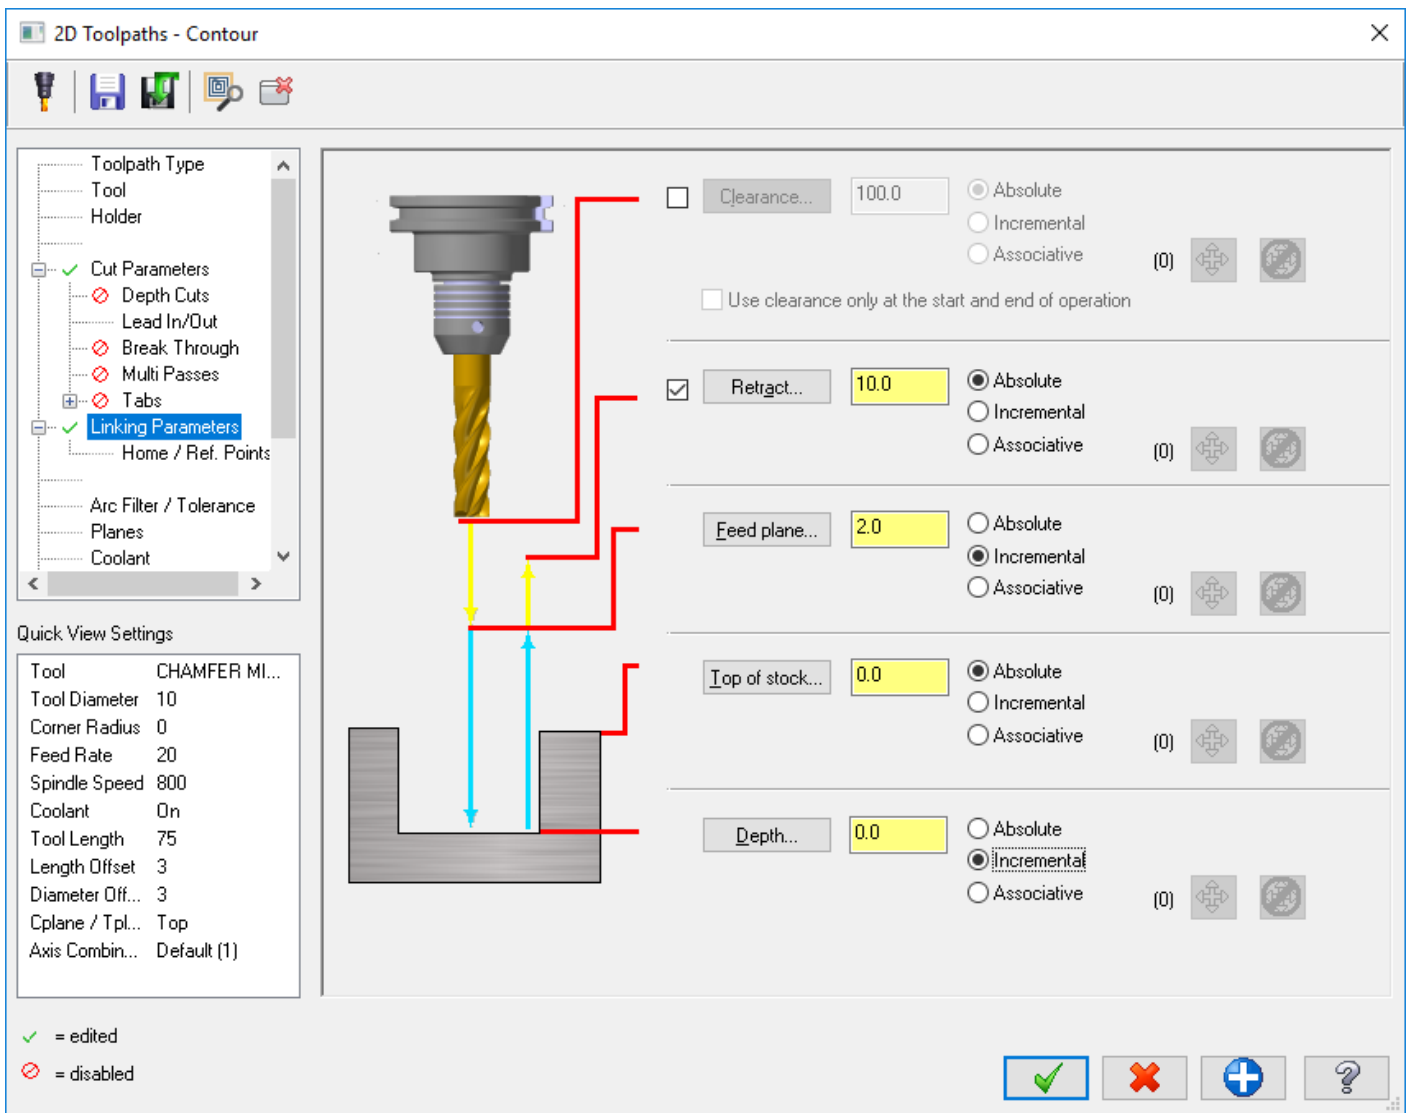 2D Toolpaths - Contour
Toolpath Type
Tool
Holder
Cut Parameters
Depth Cuts
Lead In/Out
Break Through
Multi Passes
Tabs
Linking Parameters
Home / Ref. Points
Arc Filter / Tolerance
Planes
Coolant
Quick View Settings
Tool CHAMFER MI...
Tool Diameter 10
Corner Radius 0
Feed Rate 20
Spindle Speed 800
Coolant On
Tool Length 75
Length Offset 3
Diameter Off... 3
Cplane / Tpl... Top
Axis Combin... Default (1)
= edited
= disabled
Clearance... 100.0 Absolute
Incremental
Associative (0)
Use clearance only at the start and end of operation
Retract... 10.0 Absolute
Incremental
Associative (0)
Feed plane... 2.0 Absolute
Incremental
Associative (0)
Top of stock... 0.0 Absolute
Incremental
Associative (0)
Depth... 0.0 Absolute
Incremental
Associative (0)